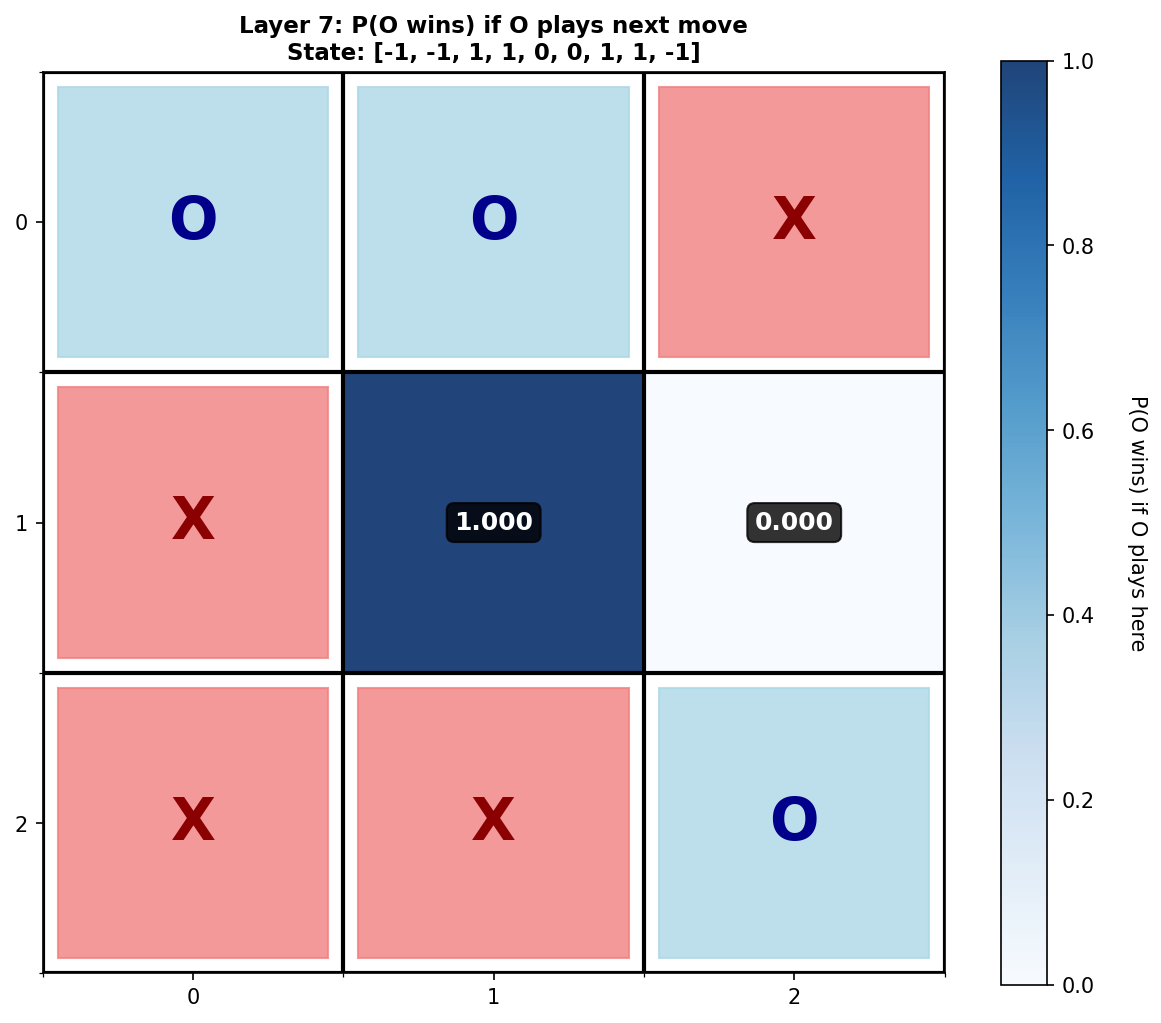 Layer 7: P(O wins) if O plays next move
State: [-1, -1, 1, 1, 0, 0, 1, 1, -1]
0
O
O
X
1
X
1.000
0.000
2
X
X
O
0
1
2
1.0
0.8
0.6
0.4
0.2
0.0
P(O wins) if O plays here